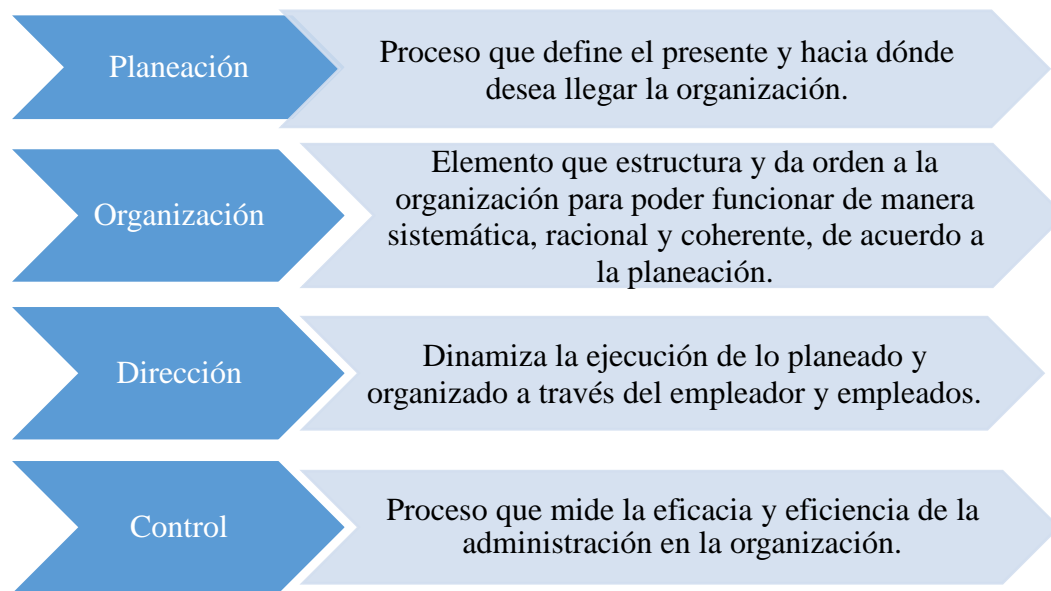 Planeación
Proceso que define el presente y hacia dónde
desea llegar la organización.
Organización
Elemento que estructura y da orden a la
organización para poder funcionar de manera
sistemática, racional y coherente, de acuerdo a
la planeación.
Dirección
Dinamiza la ejecución de lo planeado y
organizado a través del empleador y empleados.
Control
Proceso que mide la eficacia y eficiencia de la
administración en la organización.